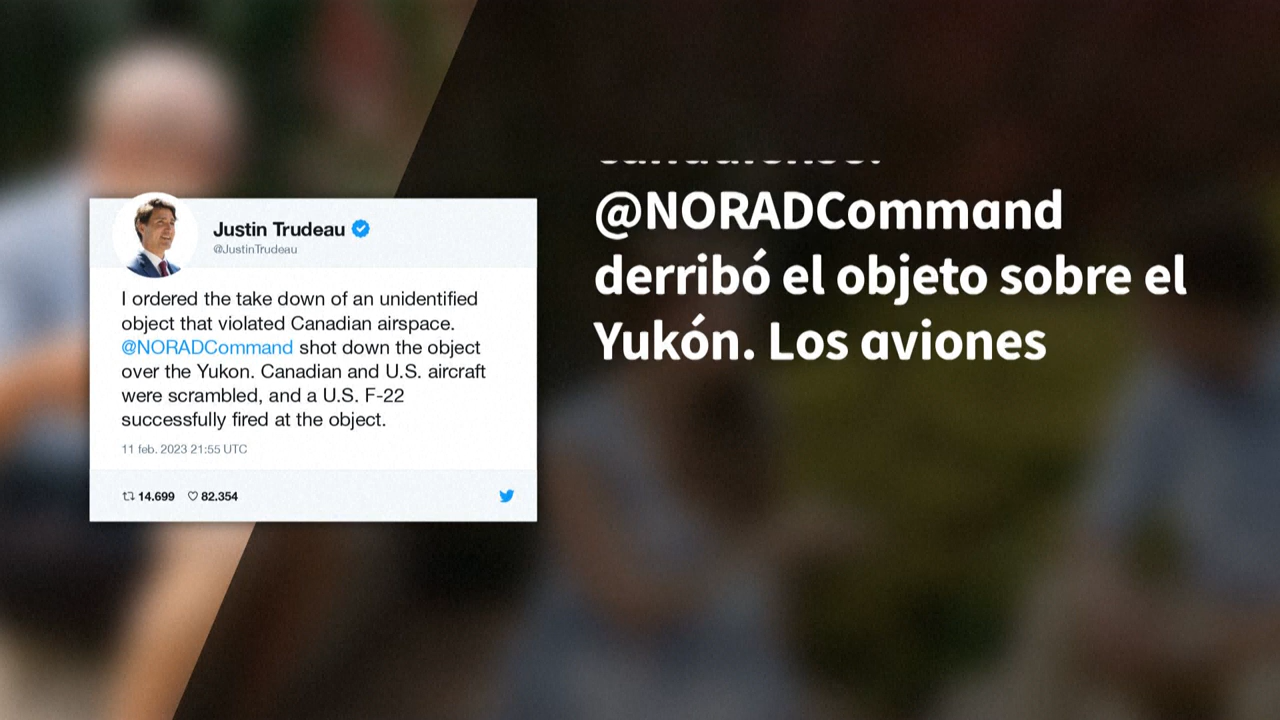 Justin Trudeau
@JustinTrudeau
I ordered the take down of an unidentified
object that violated Canadian airspace.
@NORADCommand shot down the object
over the Yukon. Canadian and U.S. aircraft
were scrambled, and a U.S. F-22
successfully fired at the object.
11 feb. 2023 21:55 UTC
14.699 82.354
@NORADCommand
derribó el objeto sobre el
Yukón. Los aviones